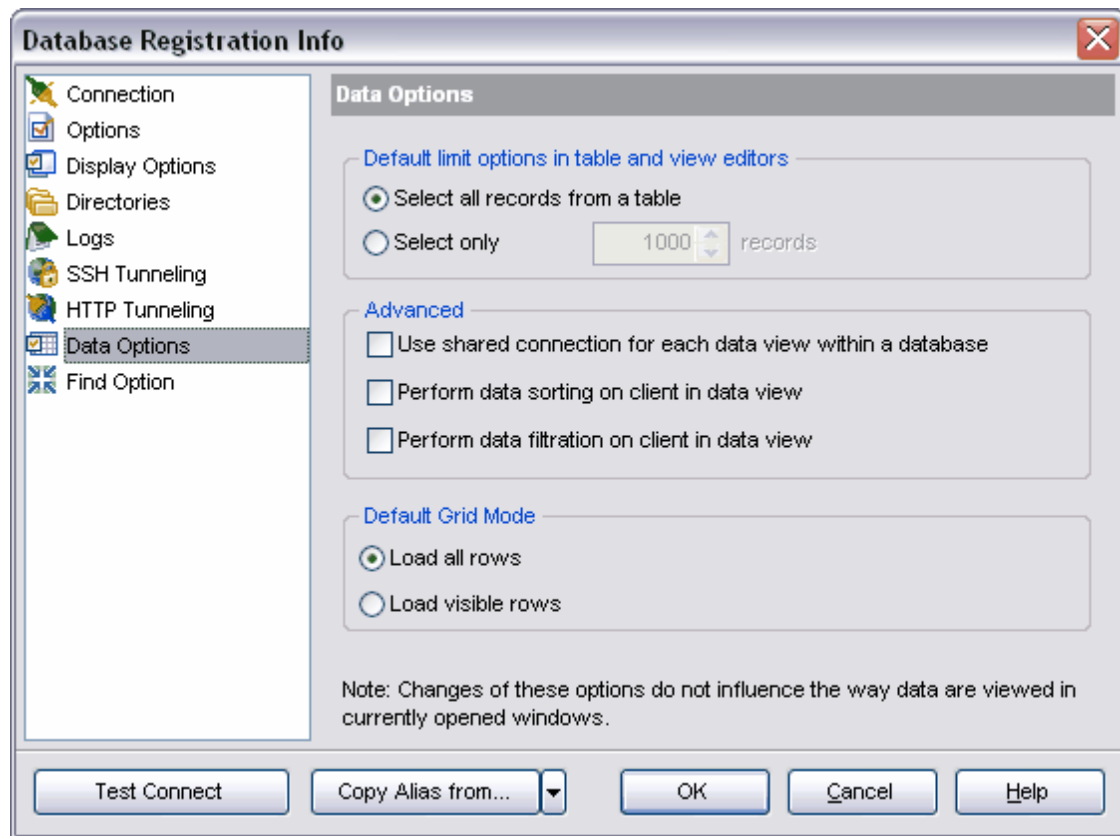 Database Registration Info
Connection
Options
Display Options
Directories
Logs
SSH Tunneling
HTTP Tunneling
Data Options
Find Option
Data Options
Default limit options in table and view editors
Select all records from a table
Select only 1000 records
Advanced
Use shared connection for each data view within a database
Perform data sorting on client in data view
Perform data filtration on client in data view
Default Grid Mode
Load all rows
Load visible rows
Note: Changes of these options do not influence the way data are viewed in
currently opened windows.
Test Connect
Copy Alias from...
OK
Cancel
Help